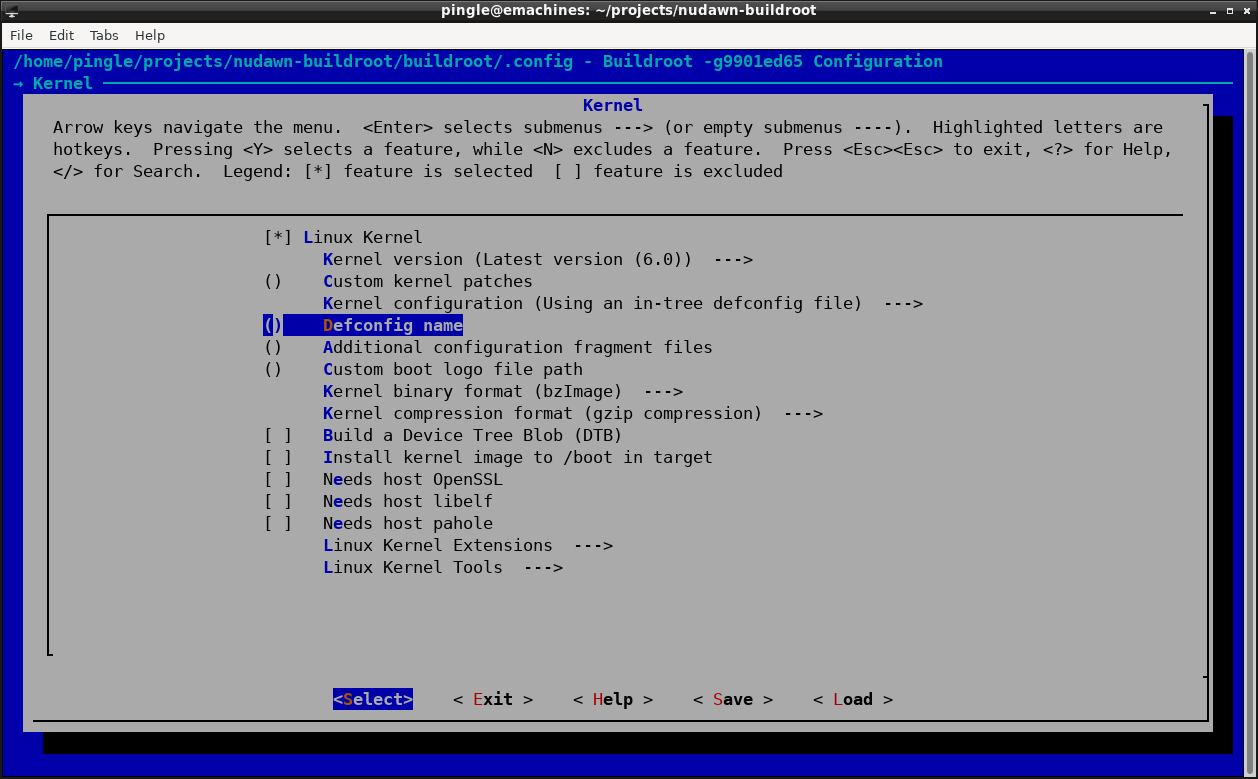 pingle@emachines: ~/projects/nudawn-buildroot
File Edit Tabs Help
/home/pingle/projects/nudawn-buildroot/buildroot/.config - Buildroot -g9901ed65 Configuration
→ Kernel
Kernel
Arrow keys navigate the menu.  <Enter> selects submenus ---> (or empty submenus ----).  Highlighted letters are
hotkeys.  Pressing <Y> selects a feature, while <N> excludes a feature.  Press <Esc><Esc> to exit, <?> for Help,
</> for Search.  Legend: [*] feature is selected  [ ] feature is excluded
[*] Linux Kernel
Kernel version (Latest version (6.0))  --->
()    Custom kernel patches
Kernel configuration (Using an in-tree defconfig file)  --->
()    Defconfig name
()    Additional configuration fragment files
()    Custom boot logo file path
Kernel binary format (bzImage)  --->
Kernel compression format (gzip compression)  --->
[ ]   Build a Device Tree Blob (DTB)
[ ]   Install kernel image to /boot in target
[ ]   Needs host OpenSSL
[ ]   Needs host libelf
[ ]   Needs host pahole
Linux Kernel Extensions  --->
Linux Kernel Tools  --->
<Select>    < Exit >    < Help >    < Save >    < Load >